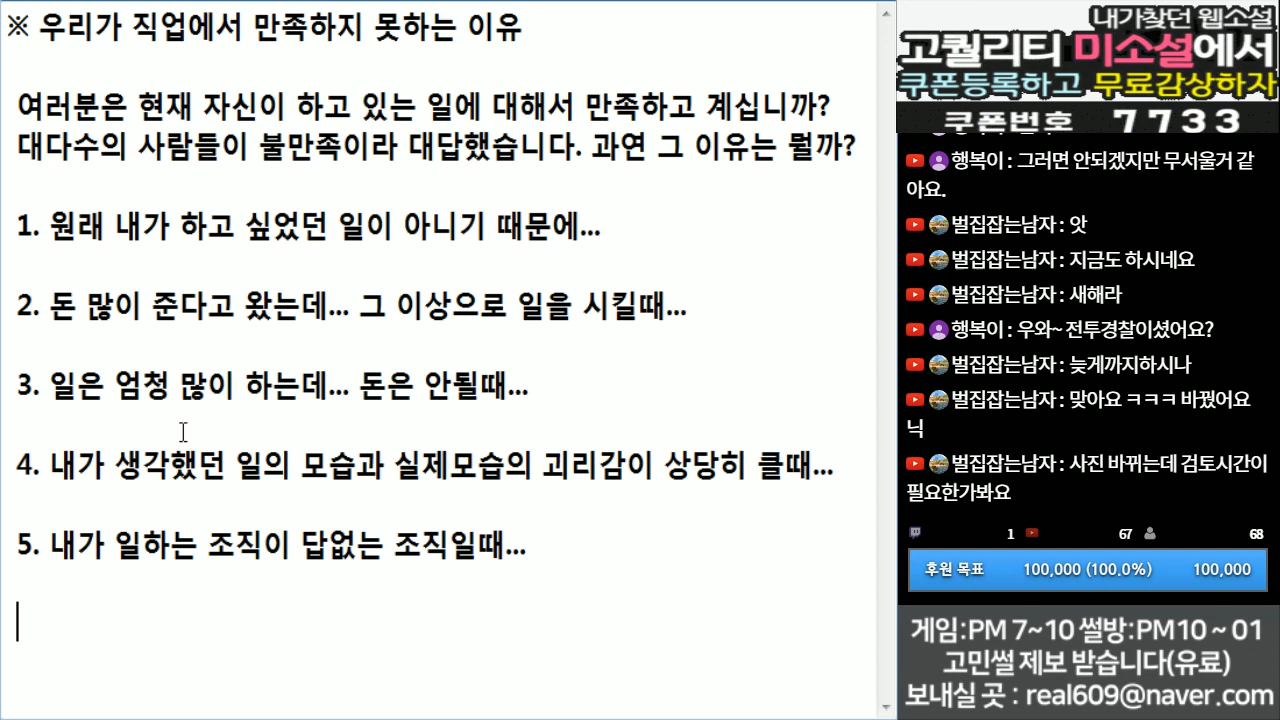 ※ 우리가 직업에서 만족하지 못하는 이유
여러분은 현재 자신이 하고 있는 일에 대해서 만족하고 계십니까?
대다수의 사람들이 불만족이라 대답했습니다. 과연 그 이유는 뭘까?
1. 원래 내가 하고 싶었던 일이 아니기 때문에...
2. 돈 많이 준다고 왔는데... 그 이상으로 일을 시킬때...
3. 일은 엄청 많이 하는데... 돈은 안될때...
4. 내가 생각했던 일의 모습과 실제모습의 괴리감이 상당히 클때...
5. 내가 일하는 조직이 답없는 조직일때...
내가찾던 웹소설
고퀄리티 미소설에서
쿠폰등록하고 무료감상하자
쿠폰번호 7733
행복이 : 그러면 안되겠지만 무서울거 같
아요.
벌집잡는남자 : 앗
벌집잡는남자 : 지금도 하시네요
벌집잡는남자 : 새해라
행복이 : 우와~ 전투경찰이셨어요?
벌집잡는남자 : 늦게까지하시나
벌집잡는남자 : 맞아요 ㅋㅋㅋ 바꿨어요
닉
벌집잡는남자 : 사진 바뀌는데 검토시간이
필요한가봐요
1 67 68
후원 목표 100,000 (100.0%) 100,000
게임:PM 7~10 썰방:PM10 ~ 01
고민썰 제보 받습니다(유료)
보내실 곳 : real609@naver.com